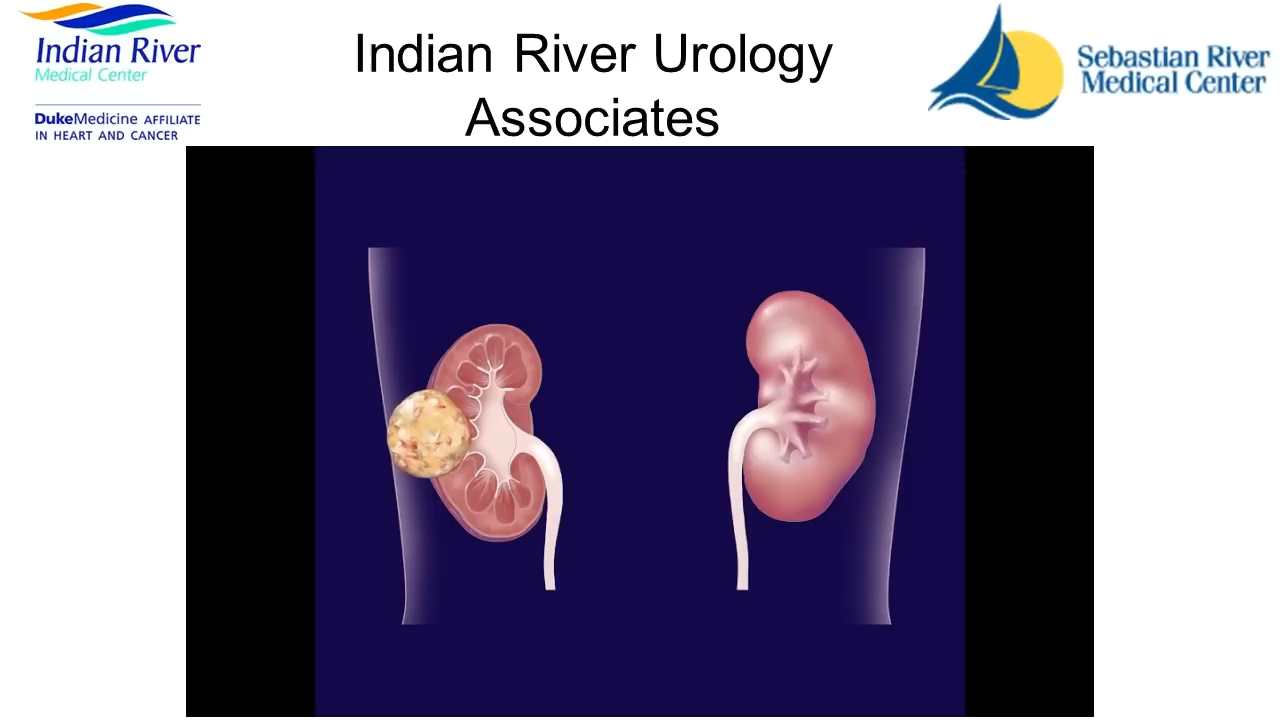 Indian River
Medical Center
DukeMedicine AFFILIATE
IN HEART AND CANCER
Indian River Urology
Associates
Sebastian River
Medical Center